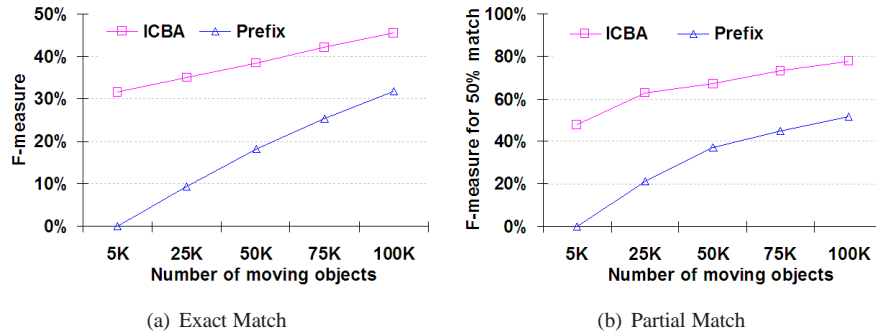 50%
40%
30%
20%
10%
0%
F-measure
ICBA
Prefix
5K 25K 50K 75K 100K
Number of moving objects
(a) Exact Match
100%
80%
60%
40%
20%
0%
F-measure for 50% match
ICBA
Prefix
5K 25K 50K 75K 100K
Number of moving objects
(b) Partial Match